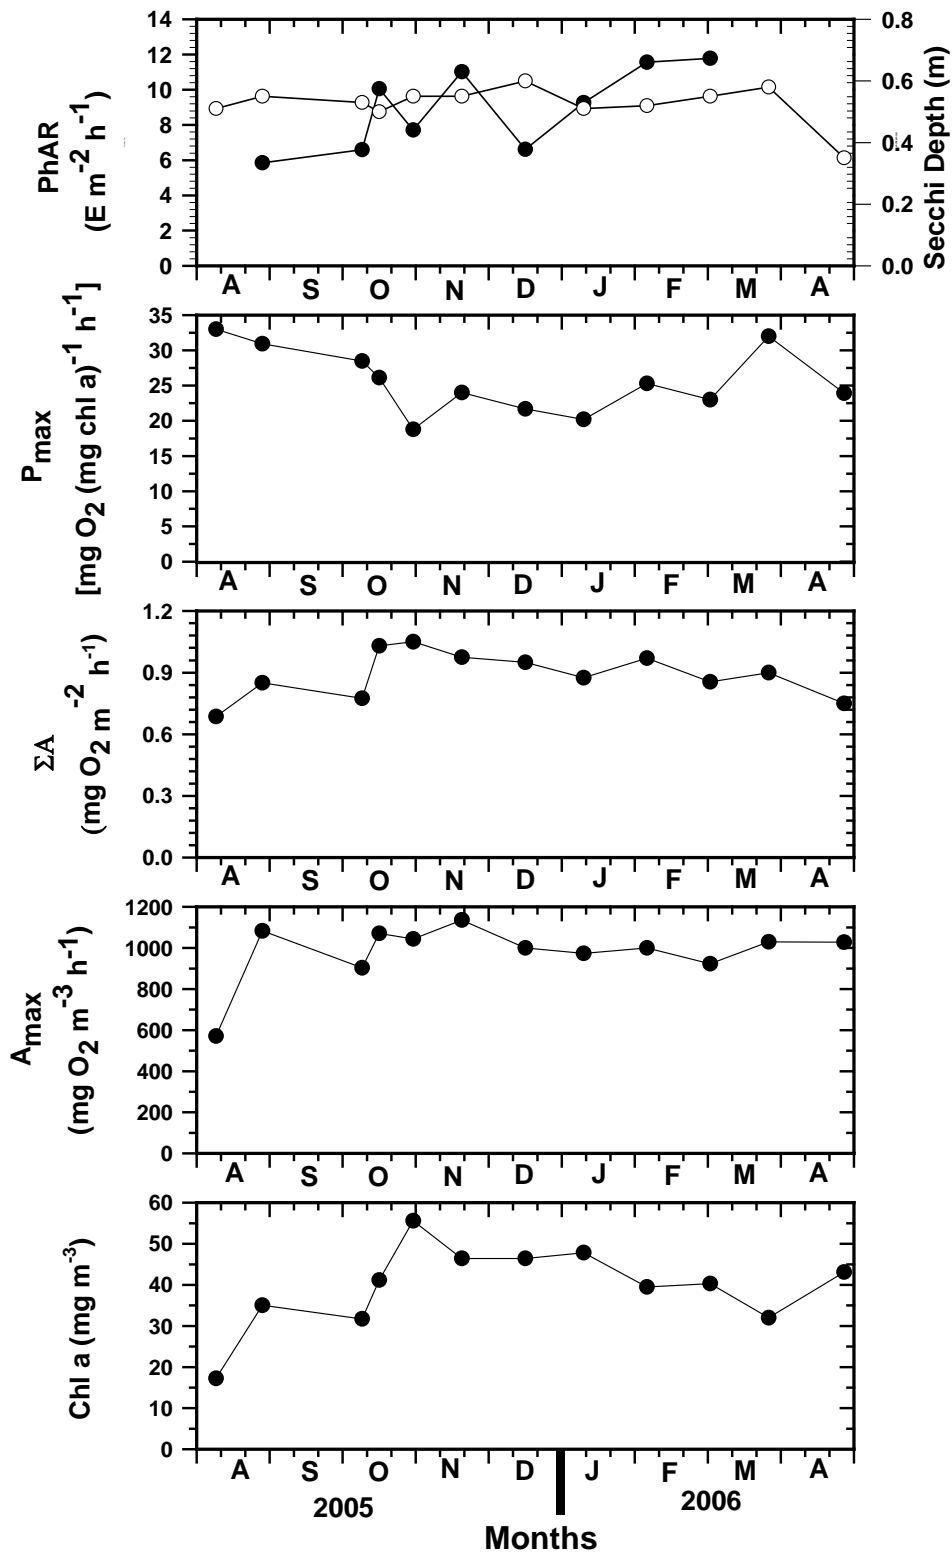 PhAR
(E m-2 h-1)
14
12
10
8
6
4
2
0
0.8
0.6
0.4
0.2
0.0
Secchi Depth (m)
A S O N D J F M A
Pmax
[mg O2 (mg chl a)-1 h-1]
35
30
25
20
15
10
5
0
A S O N D J F M A
ΣA
(mg O2 m-2 h-1)
1.2
0.9
0.6
0.3
0.0
A S O N D J F M A
Amax
(mg O2 m-3 h-1)
1200
1000
800
600
400
200
0
A S O N D J F M A
Chl a (mg m-3)
60
50
40
30
20
10
0
A S O N D J F M A
2005 2006
Months